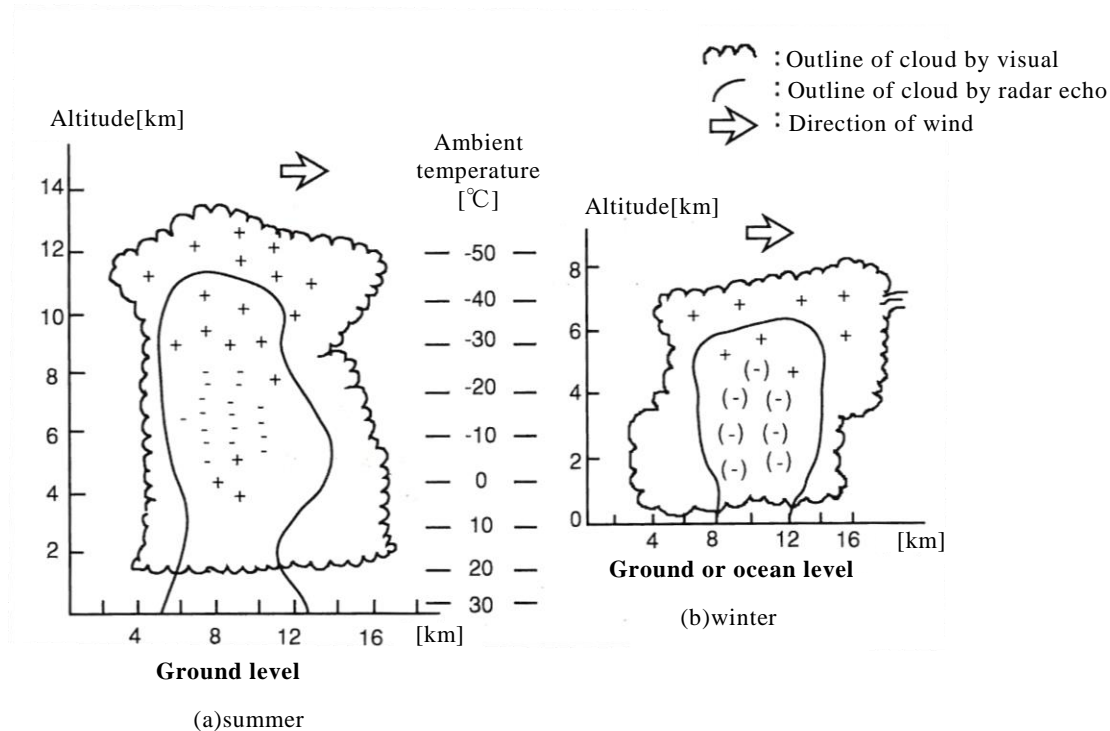 : Outline of cloud by visual
: Outline of cloud by radar echo
: Direction of wind
Altitude[km]
14
12
10
8
6
4
2
4
8
12
16
[km]
Ground level
(a)summer
Ambient
temperature
[℃]
-50
-40
-30
-20
-10
0
10
20
30
Altitude[km]
8
6
4
2
0
4
8
12
16
[km]
Ground or ocean level
(b)winter